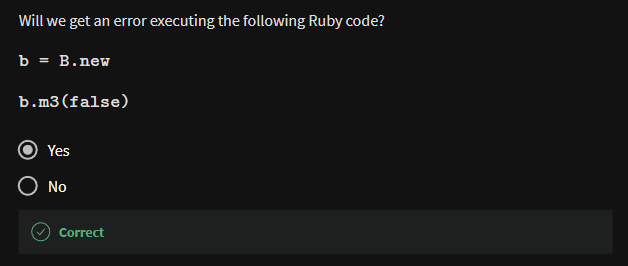 Will we get an error executing the following Ruby code?
b = B.new
b.m3(false)
Yes
No
Correct